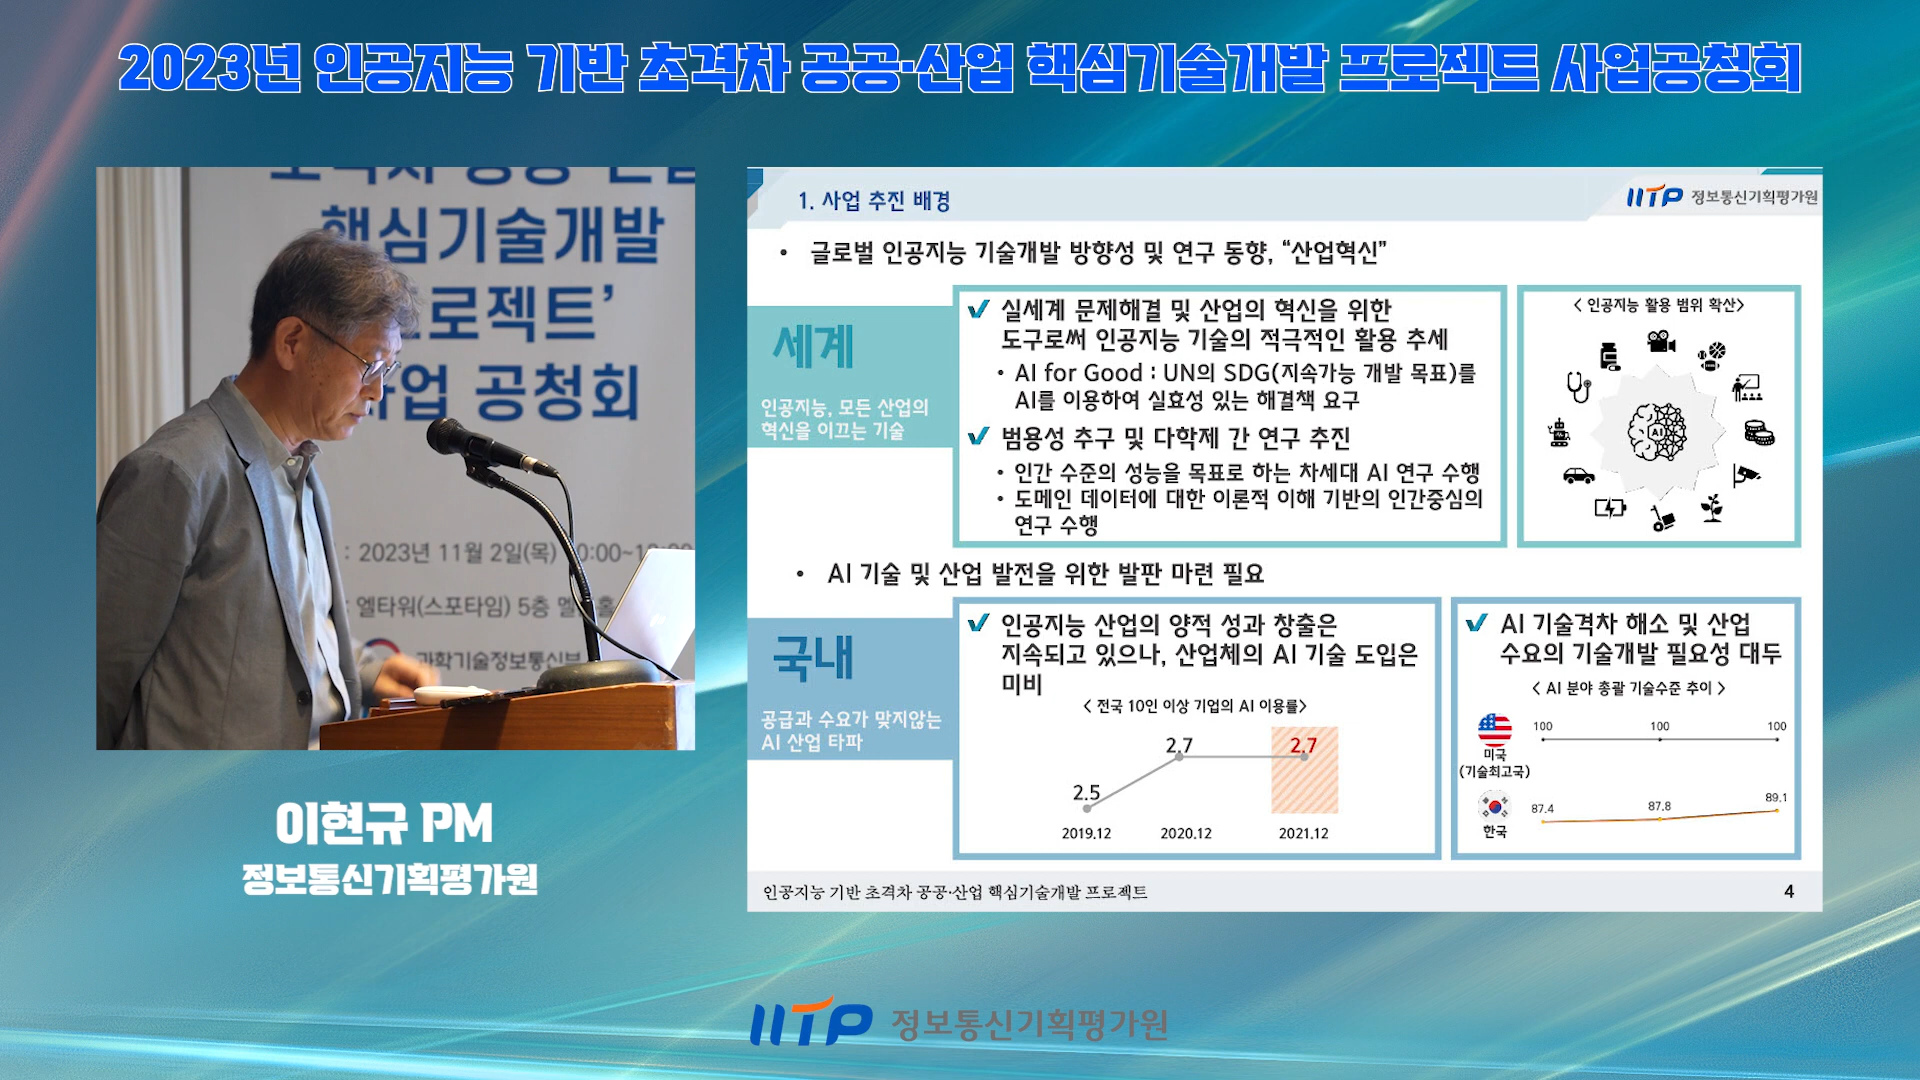 2023년 인공지능 기반 초격차 공공·산업 핵심기술개발 프로젝트 사업공청회
핵심기술개발
로젝트’
사업 공청회
: 2023년 11월 2일(목)
: 엘타워(스포타임) 5층
과학기술정보통신부
이현규 PM
정보통신기획평가원
1. 사업 추진 배경
IITP 정보통신기획평가원
• 글로벌 인공지능 기술개발 방향성 및 연구 동향, “산업혁신”
세계
인공지능, 모든 산업의
혁신을 이끄는 기술
실세계 문제해결 및 산업의 혁신을 위한
도구로써 인공지능 기술의 적극적인 활용 추세
• AI for Good : UN의 SDG(지속가능 개발 목표)를
AI를 이용하여 실효성 있는 해결책 요구
범용성 추구 및 다학제 간 연구 추진
• 인간 수준의 성능을 목표로 하는 차세대 AI 연구 수행
• 도메인 데이터에 대한 이론적 이해 기반의 인간중심의
연구 수행
< 인공지능 활용 범위 확산>
AI
• AI 기술 및 산업 발전을 위한 발판 마련 필요
국내
공급과 수요가 맞지않는
AI 산업 타파
인공지능 산업의 양적 성과 창출은
지속되고 있으나, 산업체의 AI 기술 도입은
미비
< 전국 10인 이상 기업의 AI 이용률>
2.5
2.7
2.7
2019.12
2020.12
2021.12
AI 기술격차 해소 및 산업
수요의 기술개발 필요성 대두
< AI 분야 총괄 기술수준 추이 >
100
100
100
미국
(기술최고국)
87.4
87.8
89.1
한국
인공지능 기반 초격차 공공·산업 핵심기술개발 프로젝트
4
IITP 정보통신기획평가원